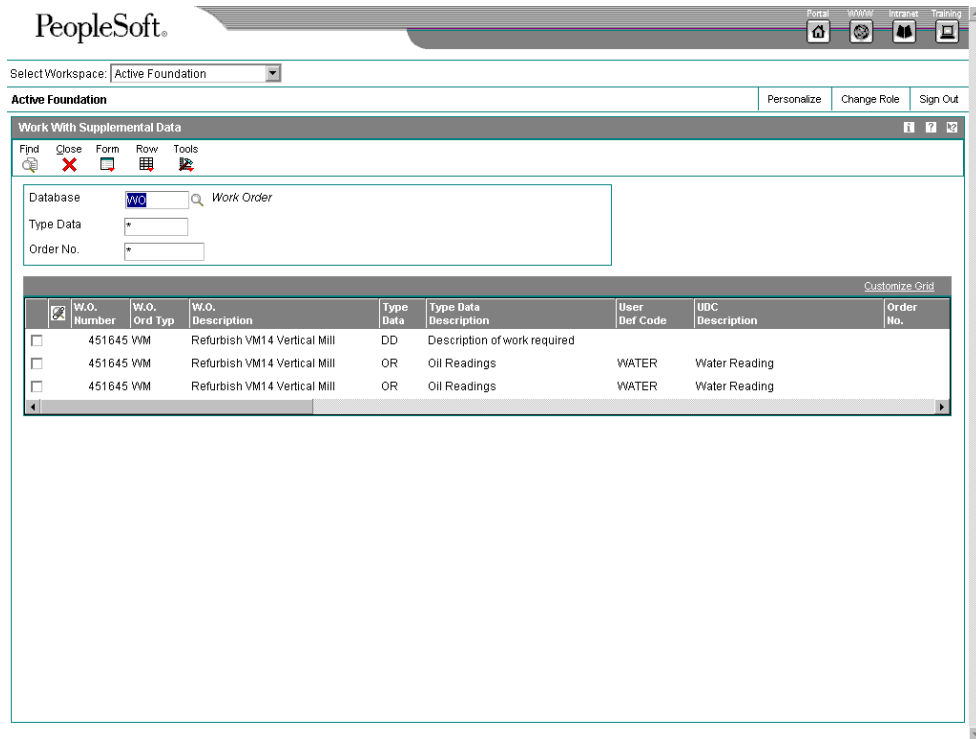 Portal WWW Intranet Training
PeopleSoft®
Select Workspace: Active Foundation
Active Foundation Personalize Change Role Sign Out
Work With Supplemental Data
Find Close Form Row Tools
Database WO Work Order
Type Data *
Order No. *
Customize Grid
W.O. W.O. W.O. Type Type Data User UDC Order
Number Ord Typ Description Data Description Def Code Description No.
451645 WM Refurbish VM14 Vertical Mill DD Description of work required
451645 WM Refurbish VM14 Vertical Mill OR Oil Readings WATER Water Reading
451645 WM Refurbish VM14 Vertical Mill OR Oil Readings WATER Water Reading